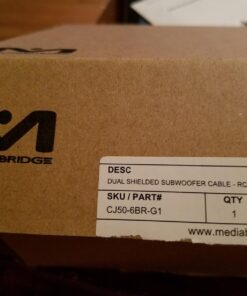 BRIDGE
DESC
DUAL SHIELDED SUBWOOFER CABLE - RC
SKU / PART# QTY
CJ50-6BR-G1 1
www.mediab